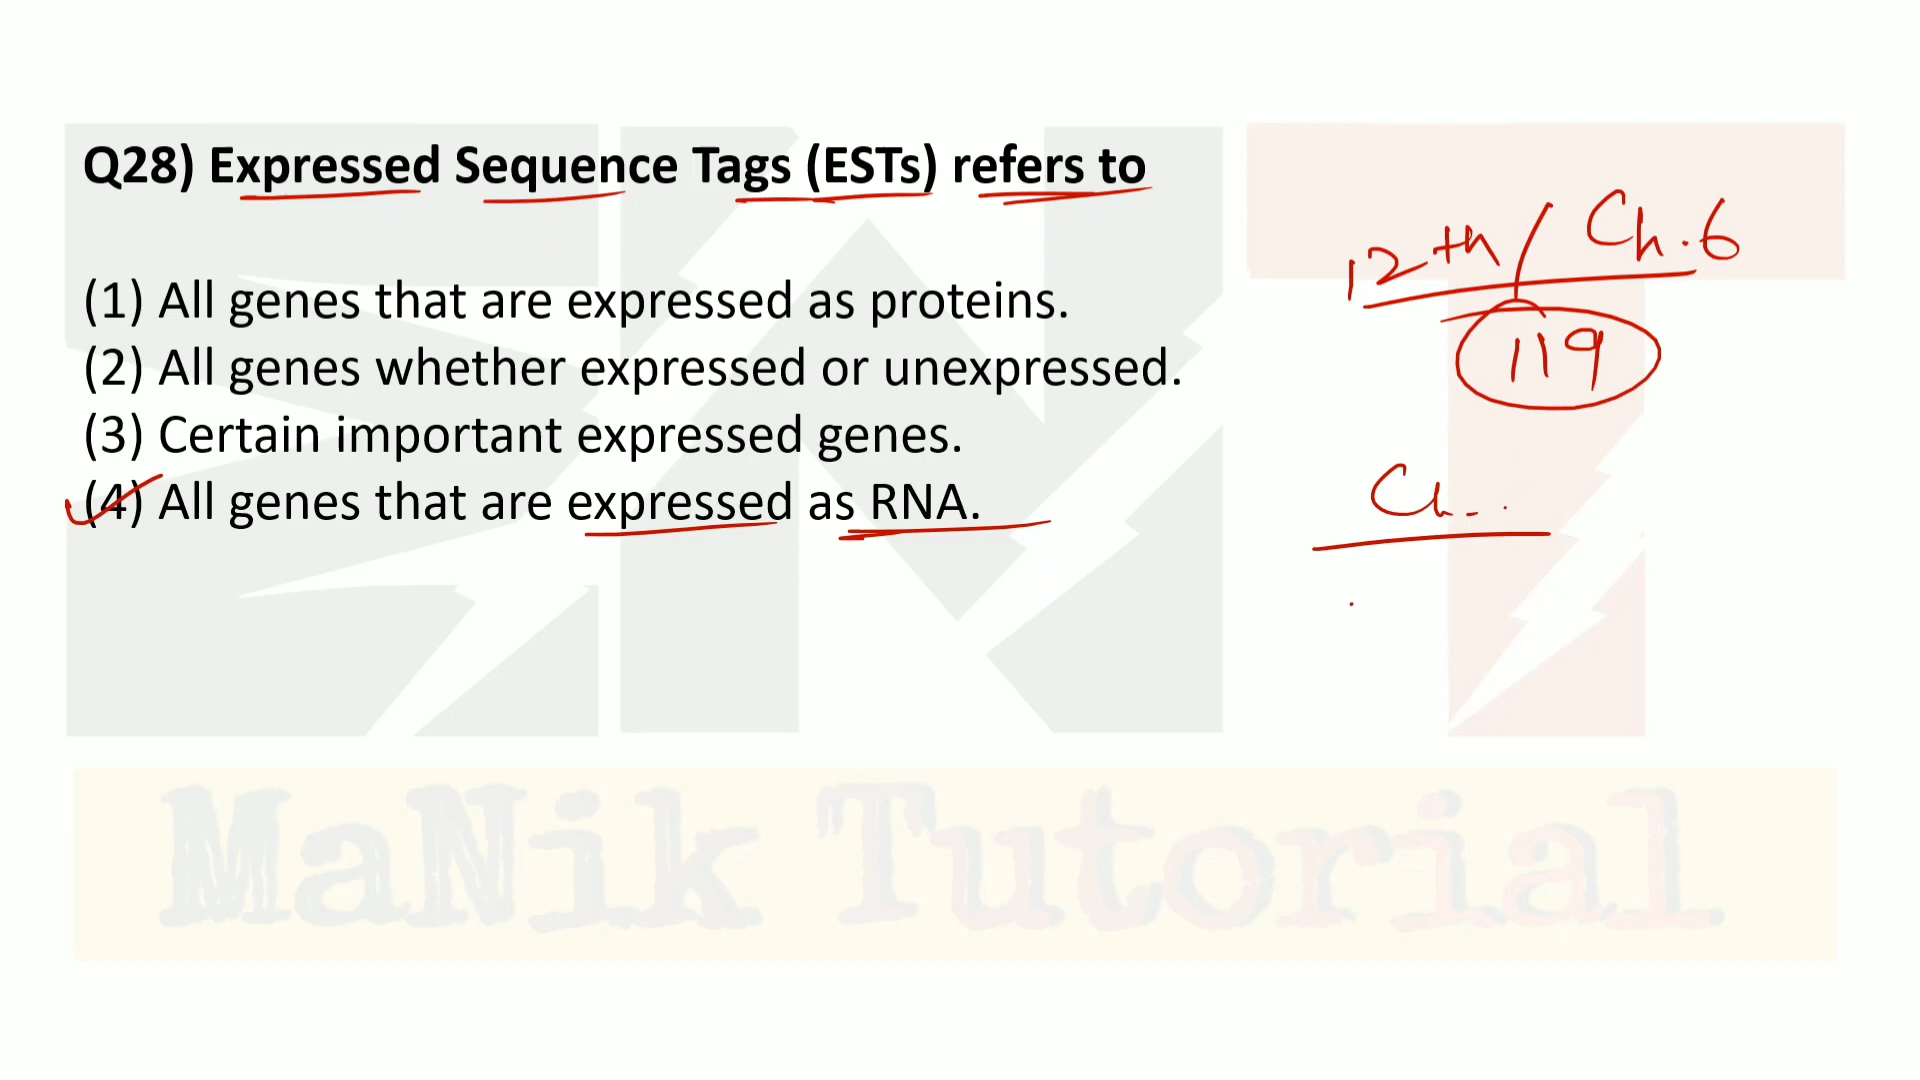 Q28) Expressed Sequence Tags (ESTs) refers to
(1) All genes that are expressed as proteins.
(2) All genes whether expressed or unexpressed.
(3) Certain important expressed genes.
(4) All genes that are expressed as RNA.
12th / Ch.6
119
MaNik Tutorial